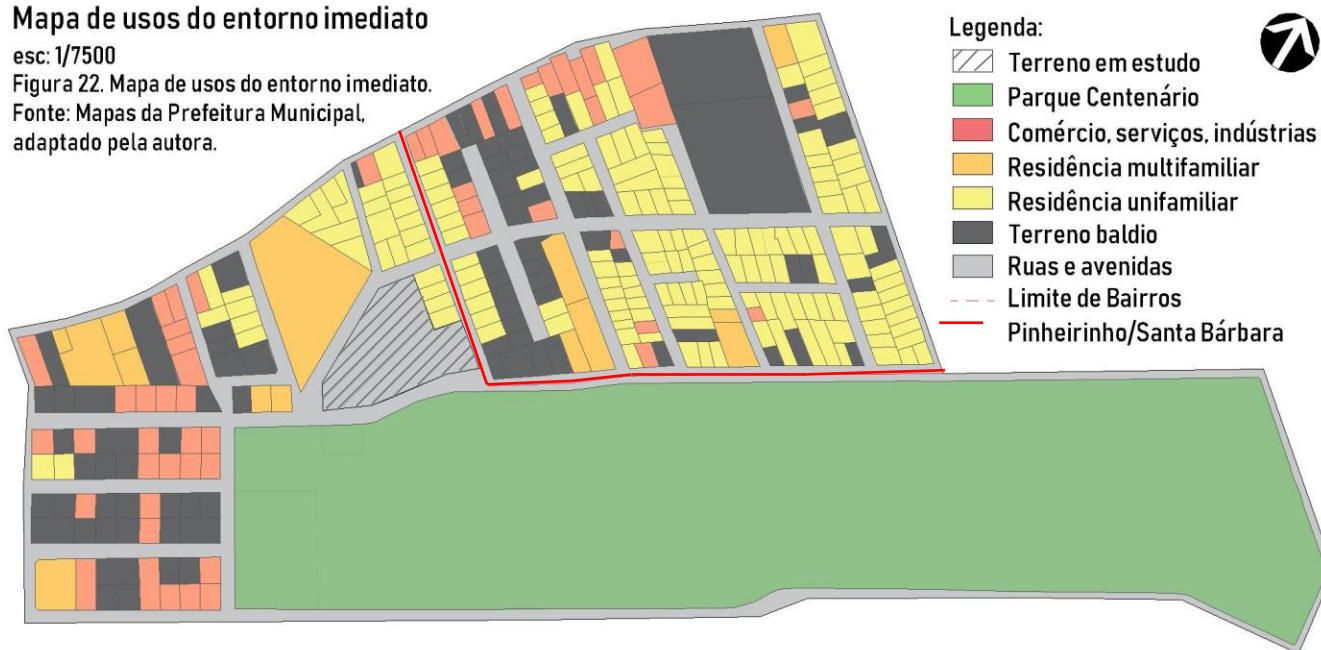 Mapa de usos do entorno imediato
esc: 1/7500
Figura 22. Mapa de usos do entorno imediato.
Fonte: Mapas da Prefeitura Municipal,
adaptado pela autora.
Legenda:
Terreno em estudo
Parque Centenário
Comércio, serviços, indústrias
Residência multifamiliar
Residência unifamiliar
Terreno baldio
Ruas e avenidas
Limite de Bairros
Pinheirinho/Santa Bárbara